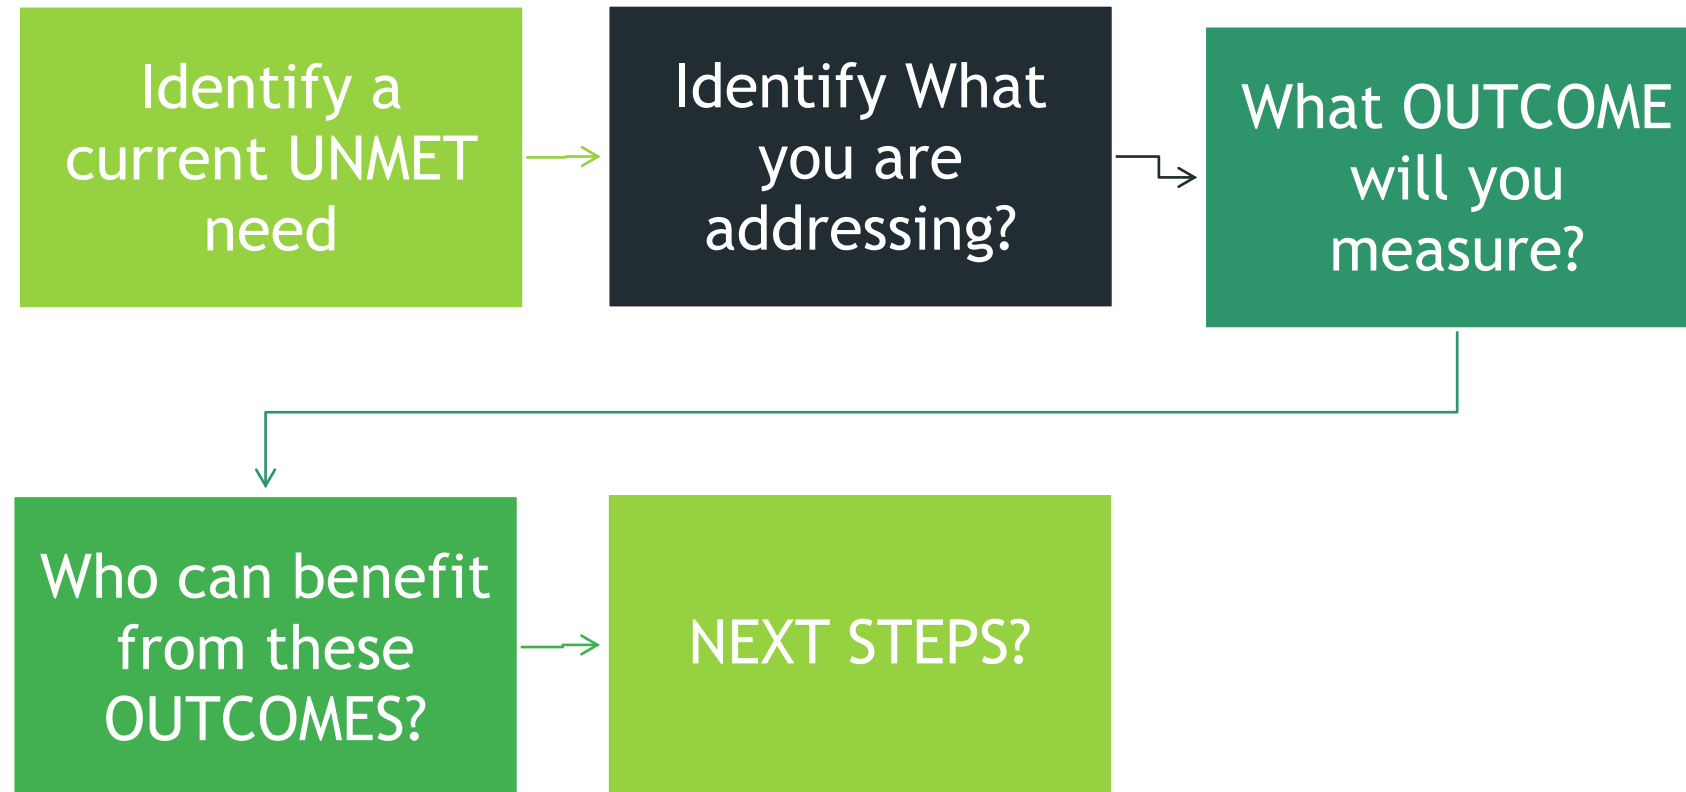 Identify a
current UNMET
need
Identify What
you are
addressing?
What OUTCOME
will you
measure?
Who can benefit
from these
OUTCOMES?
NEXT STEPS?